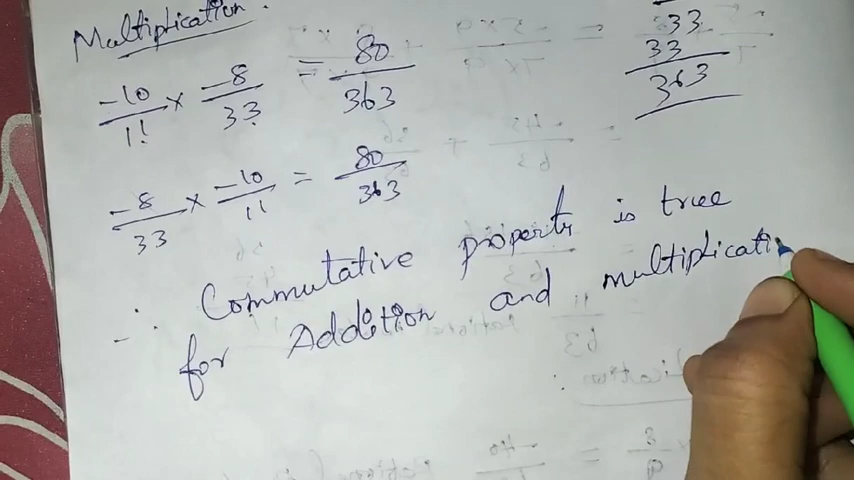 Multiplication.
-10/11 × -8/33 = 80/363
-8/33 × -10/11 = 80/363
33
33
363
∴ Commutative property is true
for Addition and multiplicati